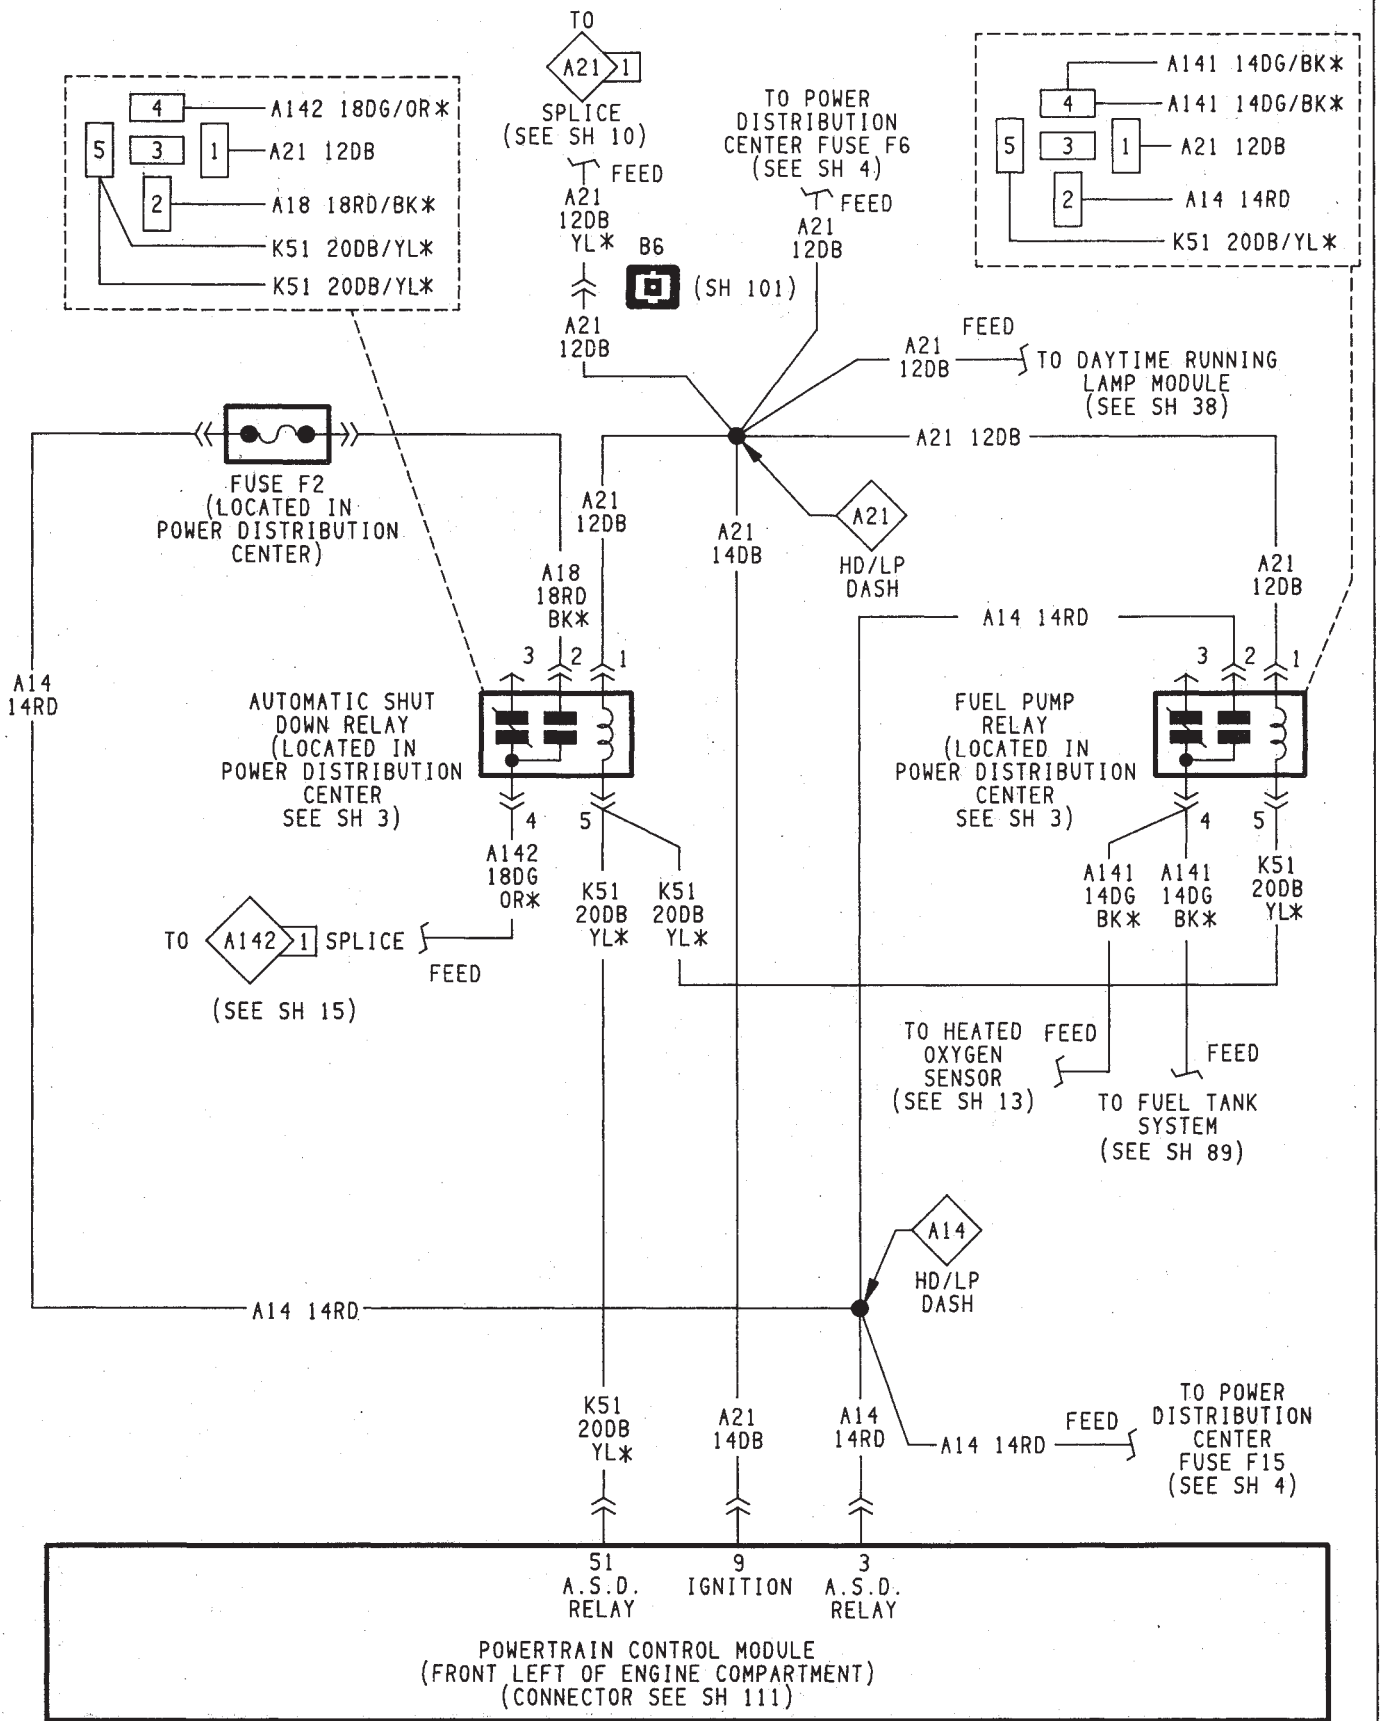 TO
A21 1
SPLICE
(SEE SH 10)
FEED
A21
12DB
YL*
B6
(SH 101)
A21
12DB
TO POWER
DISTRIBUTION
CENTER FUSE F6
(SEE SH 4)
FEED
A21
12DB
4
A142 18DG/OR*
5
3
1
A21 12DB
2
A18 18RD/BK*
K51 20DB/YL*
K51 20DB/YL*
A141 14DG/BK*
4
A141 14DG/BK*
5
3
1
A21 12DB
2
A14 14RD
K51 20DB/YL*
FEED
A21
12DB
TO DAYTIME RUNNING
LAMP MODULE
(SEE SH 38)
A21 12DB
FUSE F2
(LOCATED IN
POWER DISTRIBUTION
CENTER)
A21
12DB
A21
14DB
A21
HD/LP
DASH
A18
18RD
BK*
A21
12DB
A14 14RD
A14
14RD
3
2
1
AUTOMATIC SHUT
DOWN RELAY
(LOCATED IN
POWER DISTRIBUTION
CENTER
SEE SH 3)
4
5
3
2
1
FUEL PUMP
RELAY
(LOCATED IN
POWER DISTRIBUTION
CENTER
SEE SH 3)
4
5
A142
18DG
OR*
K51
20DB
YL*
K51
20DB
YL*
A141
14DG
BK*
A141
14DG
BK*
K51
20DB
YL*
TO A142 1 SPLICE
FEED
(SEE SH 15)
TO HEATED
OXYGEN
SENSOR
(SEE SH 13)
FEED
FEED
TO FUEL TANK
SYSTEM
(SEE SH 89)
A14
HD/LP
DASH
A14 14RD
K51
20DB
YL*
A21
14DB
A14
14RD
A14 14RD
FEED
TO POWER
DISTRIBUTION
CENTER
FUSE F15
(SEE SH 4)
51
A.S.D.
RELAY
9
IGNITION
3
A.S.D.
RELAY
POWERTRAIN CONTROL MODULE
(FRONT LEFT OF ENGINE COMPARTMENT)
(CONNECTOR SEE SH 111)